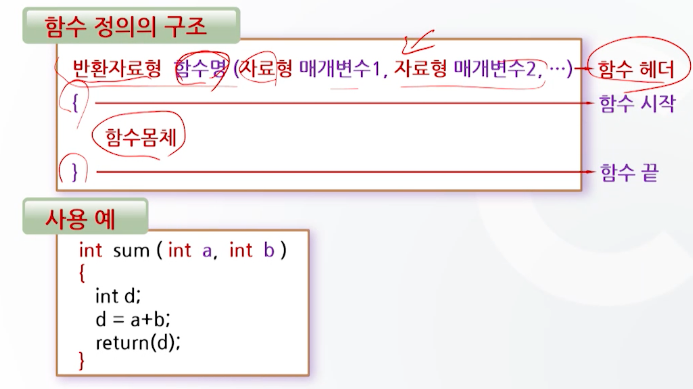 함수 정의의 구조
반환자료형 함수명 (자료형 매개변수1, 자료형 매개변수2, …) 함수 헤더
{ 함수 시작
함수몸체
} 함수 끝
사용 예
int sum ( int a, int b )
{
int d;
d = a+b;
return(d);
}